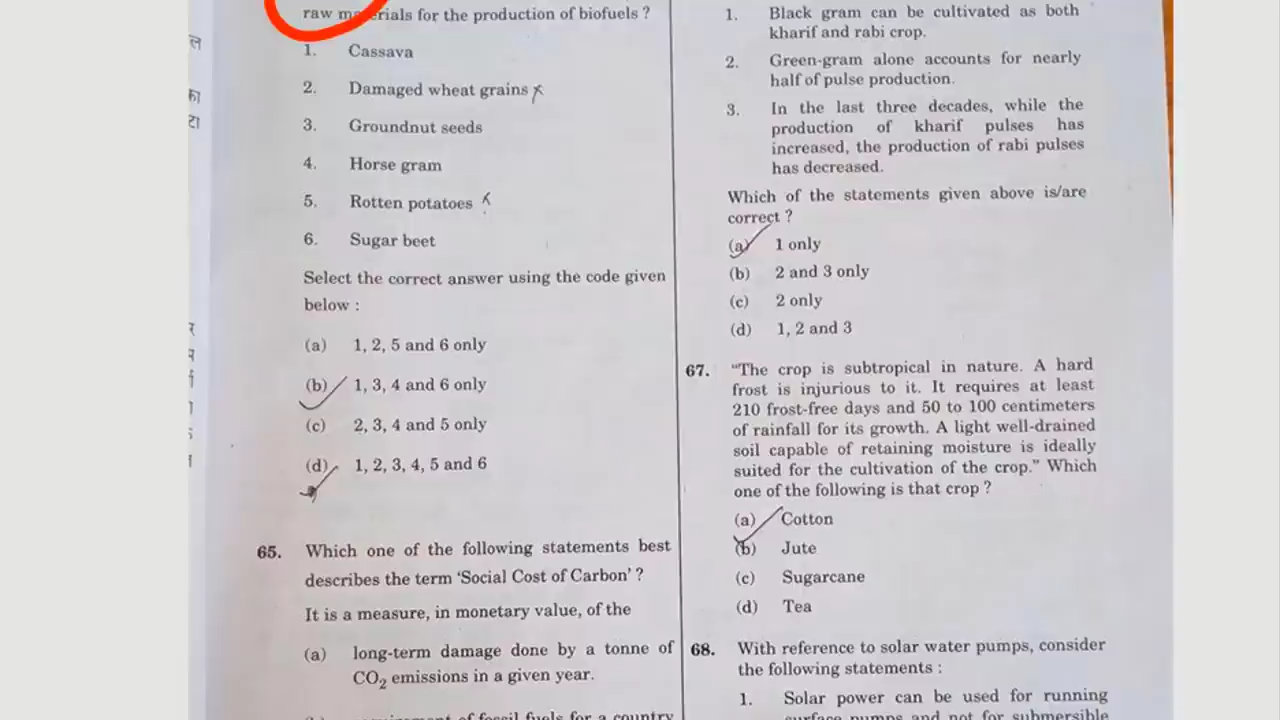 raw materials for the production of biofuels ?
1. Cassava
2. Damaged wheat grains
3. Groundnut seeds
4. Horse gram
5. Rotten potatoes
6. Sugar beet
Select the correct answer using the code given
below :
(a) 1, 2, 5 and 6 only
(b) 1, 3, 4 and 6 only
(c) 2, 3, 4 and 5 only
(d) 1, 2, 3, 4, 5 and 6
65. Which one of the following statements best
describes the term ‘Social Cost of Carbon’ ?
It is a measure, in monetary value, of the
(a) long-term damage done by a tonne of
CO2 emissions in a given year.
of fossil fuels for a country
1. Black gram can be cultivated as both
kharif and rabi crop.
2. Green-gram alone accounts for nearly
half of pulse production.
3. In the last three decades, while the
production of kharif pulses has
increased, the production of rabi pulses
has decreased.
Which of the statements given above is/are
correct ?
(a) 1 only
(b) 2 and 3 only
(c) 2 only
(d) 1, 2 and 3
67. “The crop is subtropical in nature. A hard
frost is injurious to it. It requires at least
210 frost-free days and 50 to 100 centimeters
of rainfall for its growth. A light well-drained
soil capable of retaining moisture is ideally
suited for the cultivation of the crop.” Which
one of the following is that crop ?
(a) Cotton
(b) Jute
(c) Sugarcane
(d) Tea
68. With reference to solar water pumps, consider
the following statements :
1. Solar power can be used for running
surface pumps and not for submersible